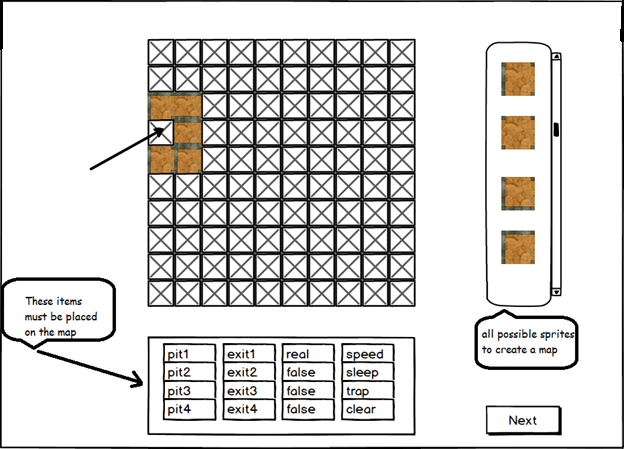 These items
must be placed
on the map
all possible sprites
to create a map
pit1 exit1 real speed
pit2 exit2 false sleep
pit3 exit3 false trap
pit4 exit4 false clear
Next